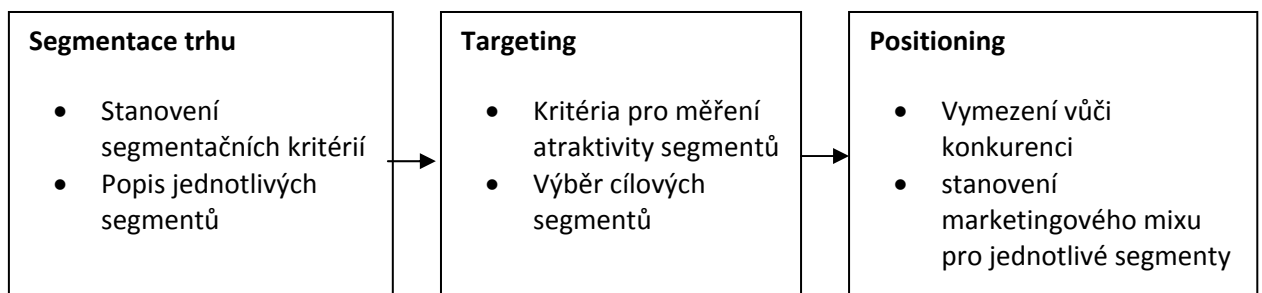 Segmentace trhu
• Stanovení
segmentačních kritérií
• Popis jednotlivých
segmentů
Targeting
• Kritéria pro měření
atraktivity segmentů
• Výběr cílových
segmentů
Positioning
• Vymezení vůči
konkurenci
• stanovení
marketingového mixu
pro jednotlivé segmenty